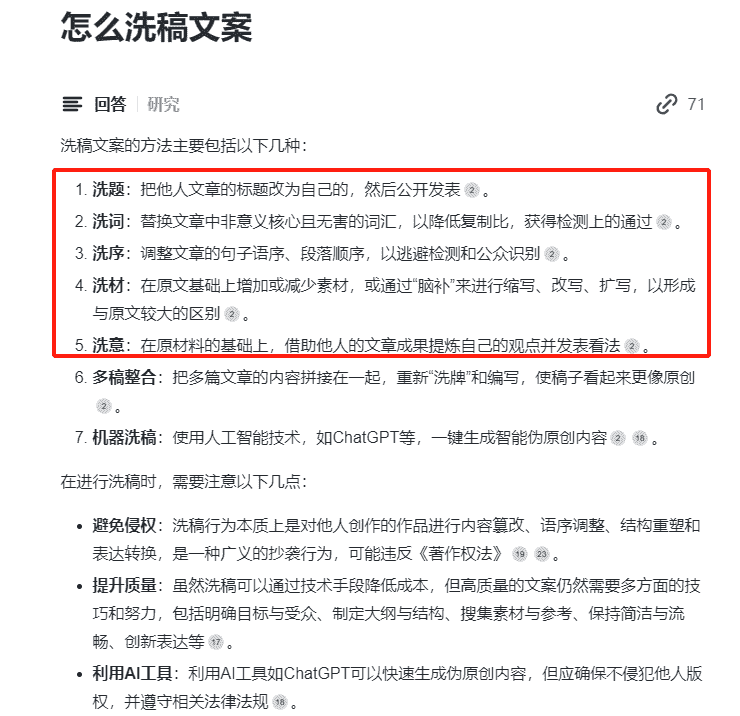 怎么洗稿文案
回答 研究 71
洗稿文案的方法主要包括以下几种：
1. 洗题：把他人文章的标题改为自己的，然后公开发表 2 。
2. 洗词：替换文章中非意义核心且无害的词汇，以降低复制比，获得检测上的通过 2 。
3. 洗序：调整文章的句子语序、段落顺序，以逃避检测和公众识别 2 。
4. 洗材：在原文基础上增加或减少素材，或通过“脑补”来进行缩写、改写、扩写，以形成
与原文较大的区别 2 。
5. 洗意：在原材料的基础上，借助他人的文章成果提炼自己的观点并发表看法 2 。
6. 多稿整合：把多篇文章的内容拼接在一起，重新“洗牌”和编写，使稿子看起来更像原创
2 。
7. 机器洗稿：使用人工智能技术，如ChatGPT等，一键生成智能伪原创内容 2 18 。
在进行洗稿时，需要注意以下几点：
• 避免侵权：洗稿行为本质上是对他人创作的作品进行内容篡改、语序调整、结构重塑和
表达转换，是一种广义的抄袭行为，可能违反《著作权法》 19 23 。
• 提升质量：虽然洗稿可以通过技术手段降低成本，但高质量的文案仍然需要多方面的技
巧和努力，包括明确目标与受众、制定大纲与结构、搜集素材与参考、保持简洁与流
畅、创新表达等 17 。
• 利用AI工具：利用AI工具如ChatGPT可以快速生成伪原创内容，但应确保不侵犯他人版
权，并遵守相关法律法规 18 。